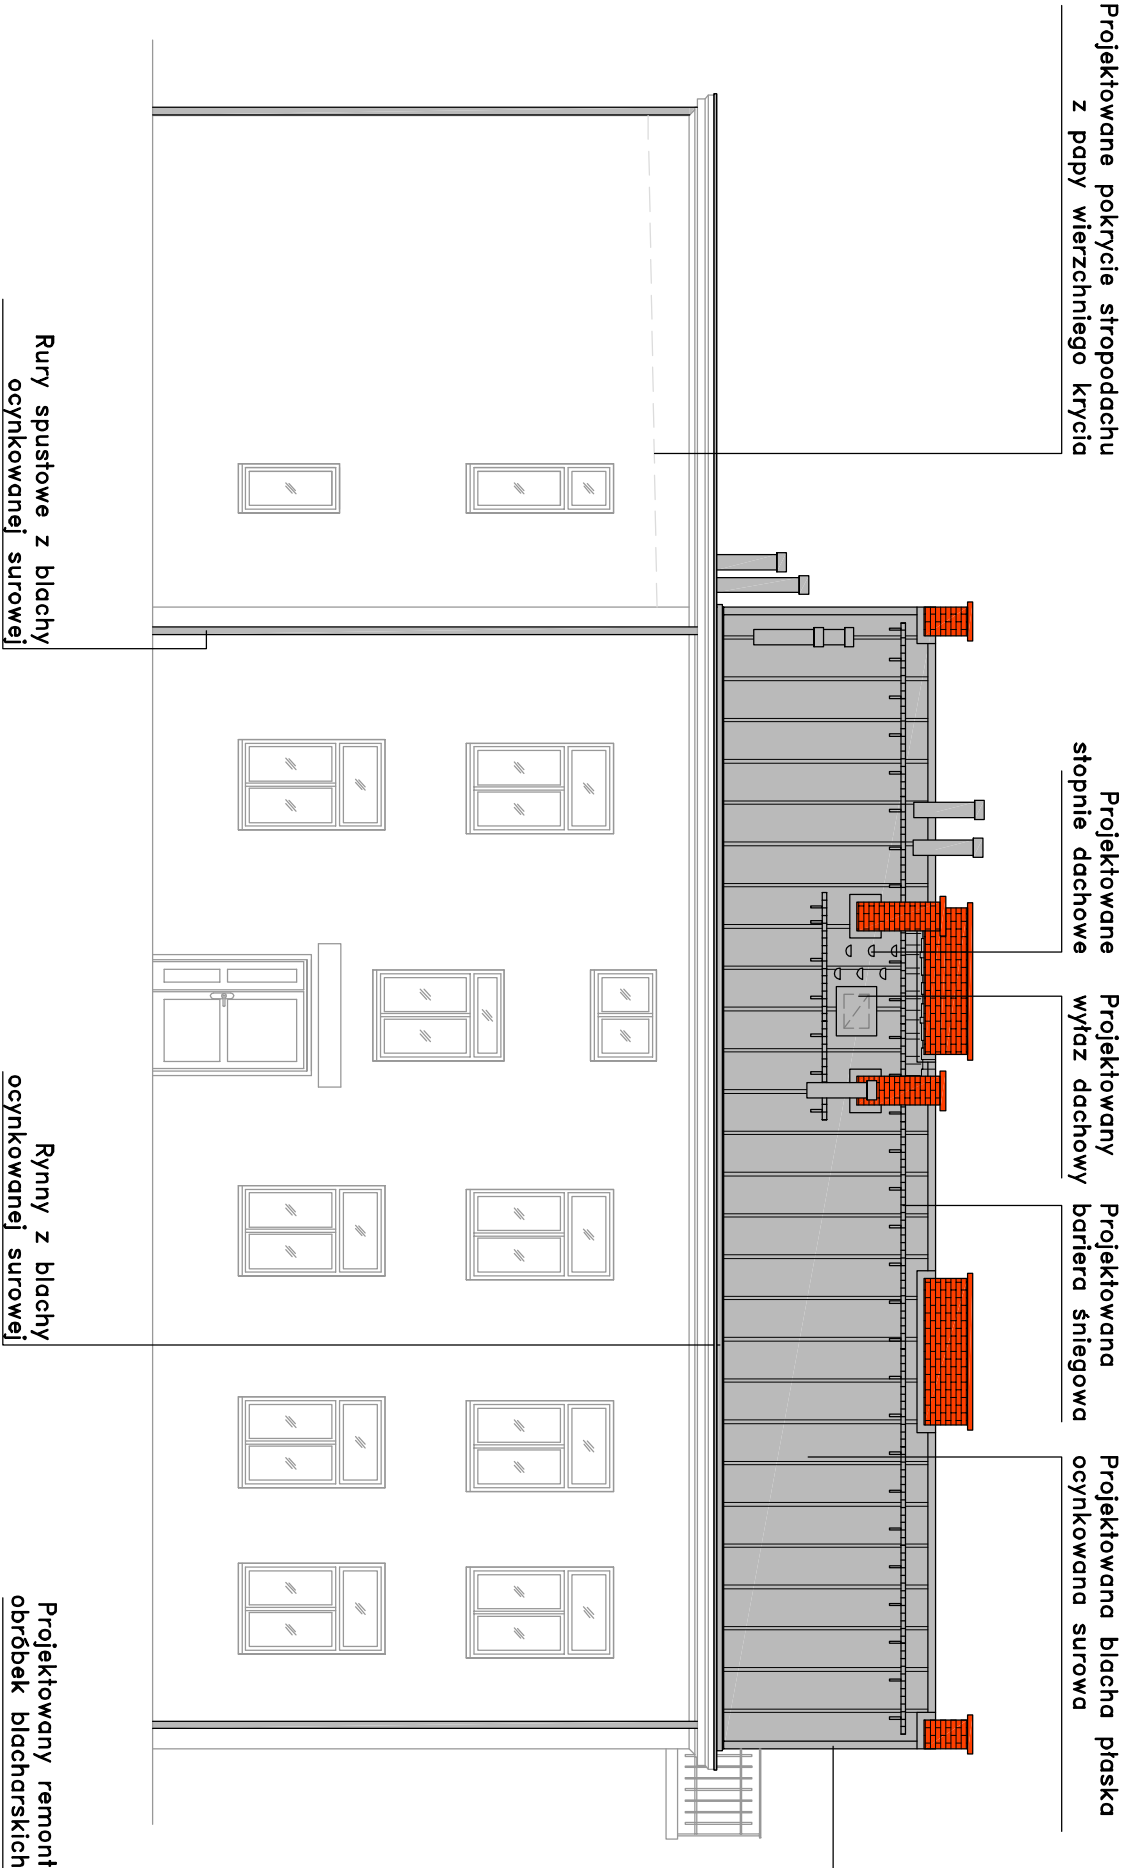 Projektowane pokrycie stropodachu
z papy wierzchniego krycia
Projektowane
stopnie dachowe
Projektowany
wyłaz dachowy
Projektowana
bariera śniegowa
Projektowana blacha płaska
ocynkowana surowa
Rury spustowe z blachy
ocynkowanej surowej
Rynny z blachy
ocynkowanej surowej
Projektowany remont
obróbek blacharskich